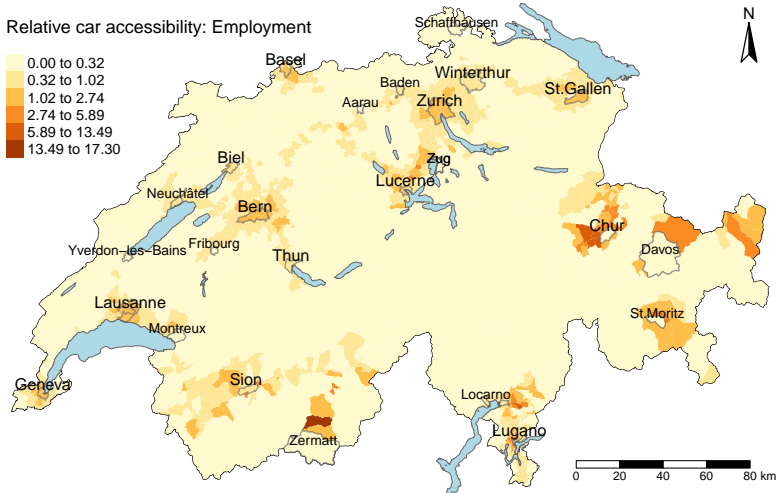 Relative car accessibility: Employment
0.00 to 0.32
0.32 to 1.02
1.02 to 2.74
2.74 to 5.89
5.89 to 13.49
13.49 to 17.30
N
Schaffhausen
Basel
Winterthur
Baden
St.Gallen
Aarau
Zurich
Biel
Zug
Lucerne
Neuchâtel
Bern
Chur
Yverdon−les−Bains
Fribourg
Davos
Thun
Lausanne
St.Moritz
Montreux
Geneva
Sion
Locarno
Lugano
Zermatt
0 20 40 60 80 km